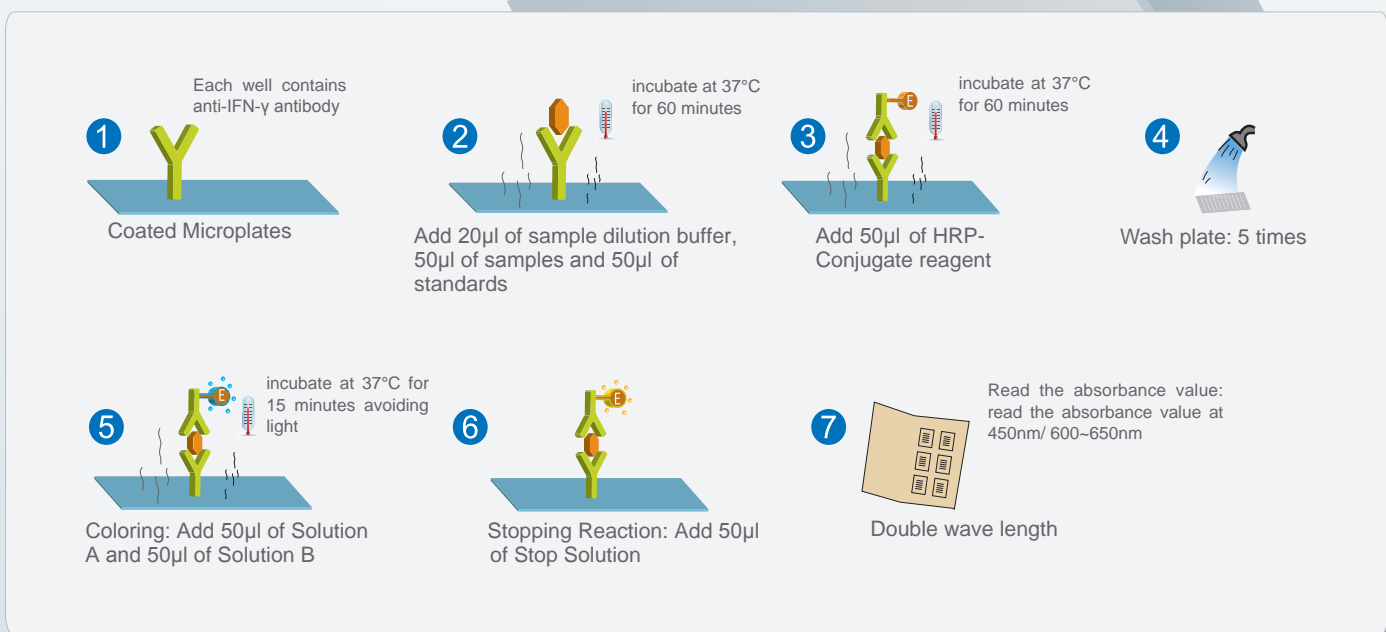 1
Each well contains
anti-IFN-γ antibody
Coated Microplates
2
incubate at 37°C
for 60 minutes
Add 20µl of sample dilution buffer,
50µl of samples and 50µl of
standards
3
E
incubate at 37°C
for 60 minutes
Add 50µl of HRP-
Conjugate reagent
4
Wash plate: 5 times
5
E
incubate at 37°C for
15 minutes avoiding
light
Coloring: Add 50µl of Solution
A and 50µl of Solution B
6
E
Stopping Reaction: Add 50µl
of Stop Solution
7
Read the absorbance value:
read the absorbance value at
450nm/ 600~650nm
Double wave length